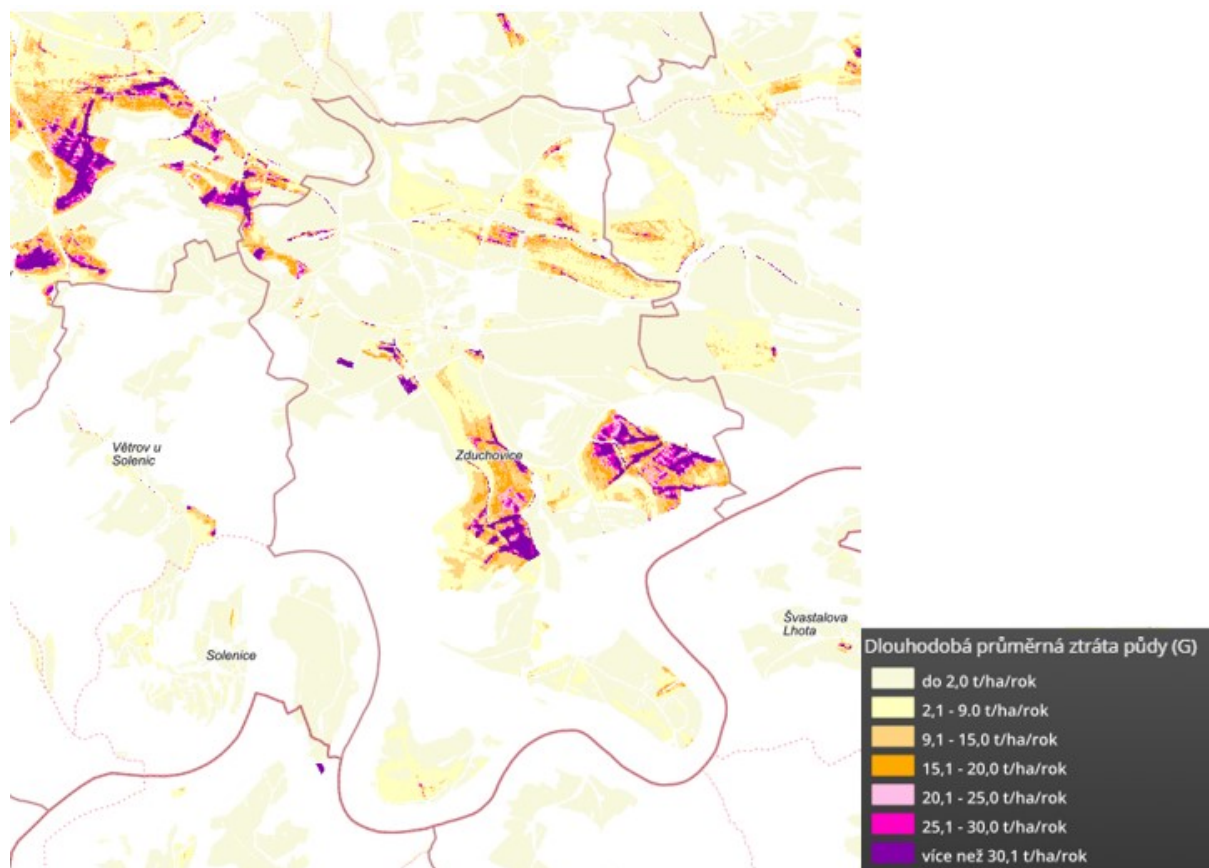 Větrov u
Solenic
Zduchovice
Solenice
Švastalova
Lhota
Dlouhodobá průměrná ztráta půdy (G)
do 2,0 t/ha/rok
2,1 - 9.0 t/ha/rok
9,1 - 15,0 t/ha/rok
15,1 - 20,0 t/ha/rok
20,1 - 25,0 t/ha/rok
25,1 - 30,0 t/ha/rok
více než 30,1 t/ha/rok